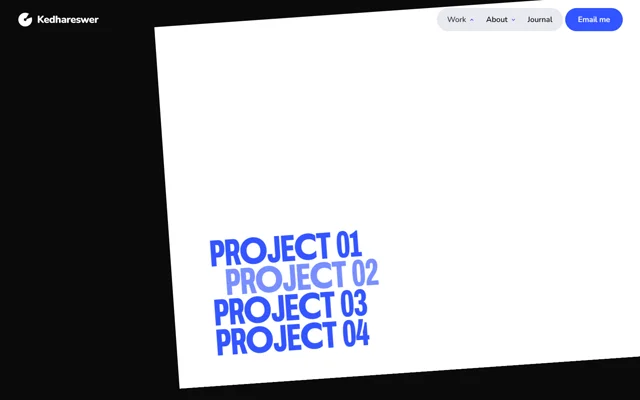 Kedhareswer
Work
About
Journal
Email me
PROJECT 01
PROJECT 02
PROJECT 03
PROJECT 04